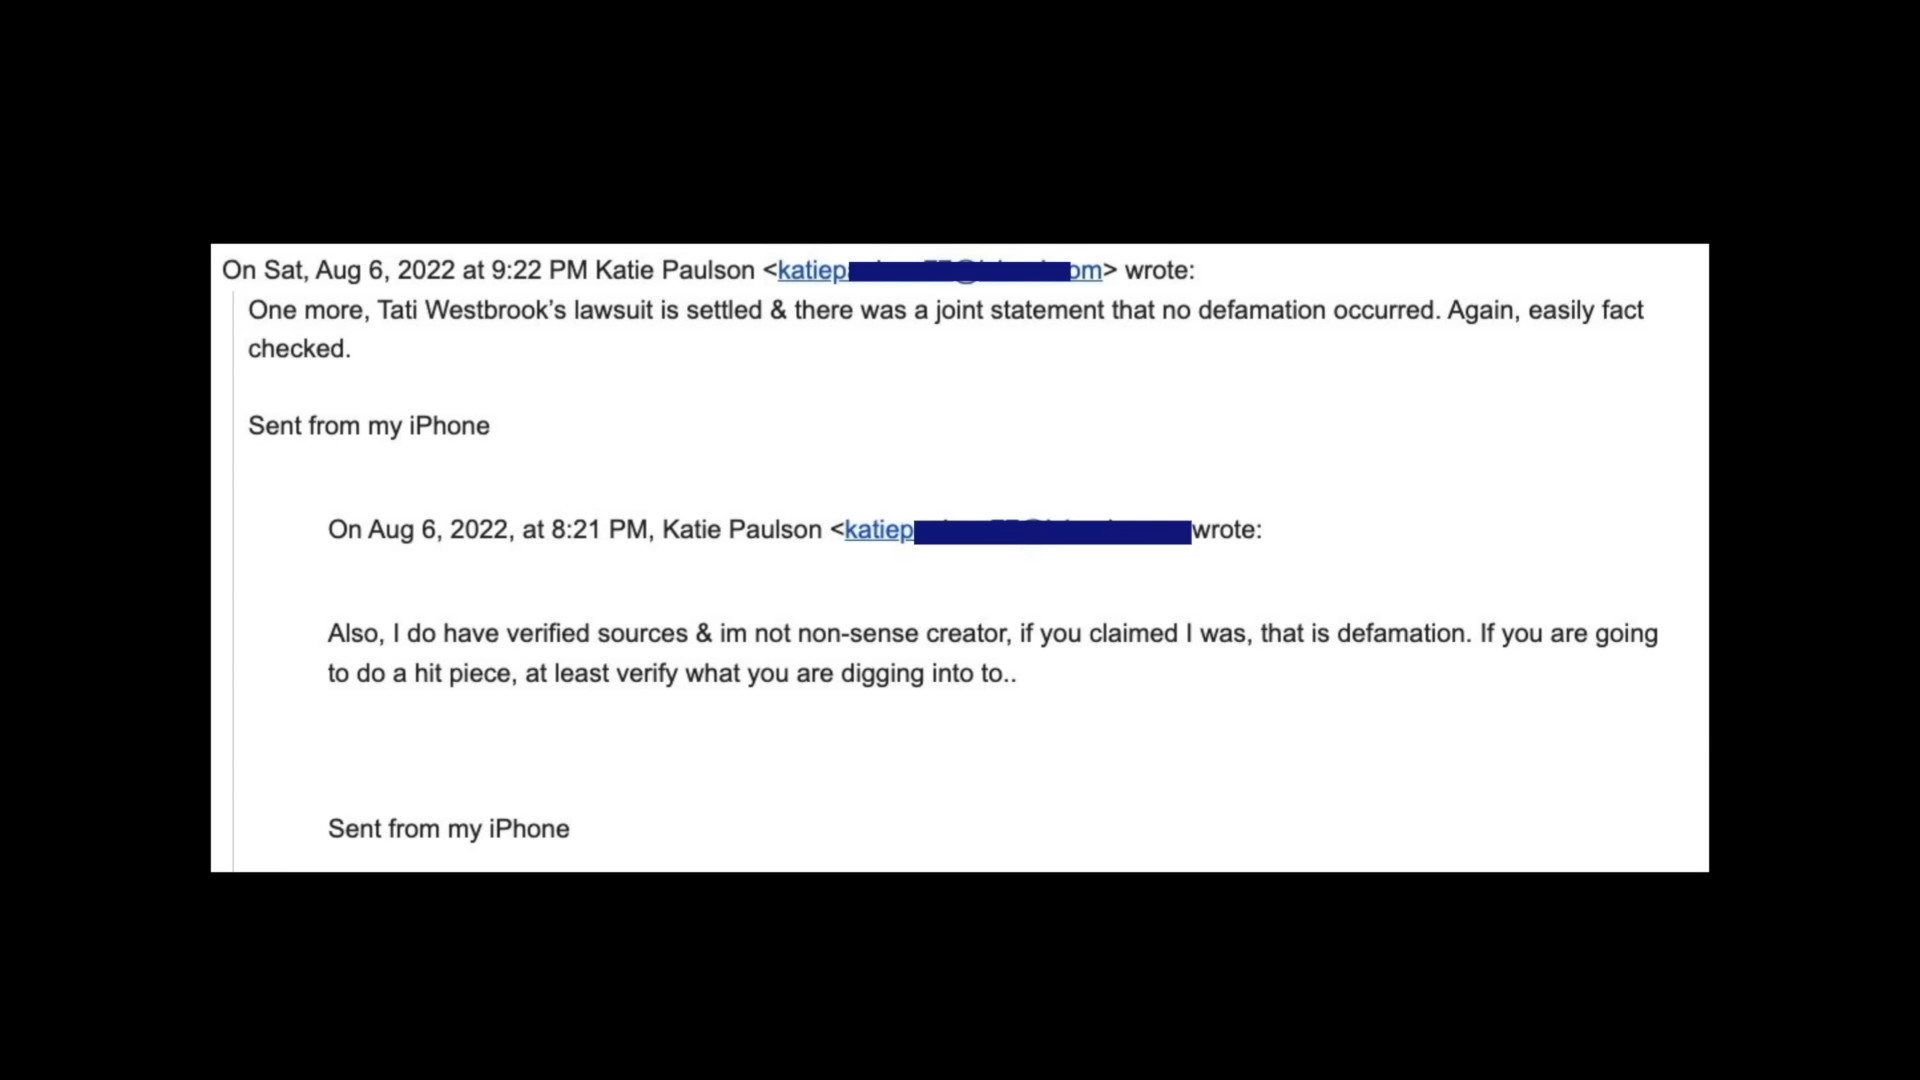 On Sat, Aug 6, 2022 at 9:22 PM Katie Paulson <katiep om> wrote:
One more, Tati Westbrook’s lawsuit is settled & there was a joint statement that no defamation occurred. Again, easily fact
checked.
Sent from my iPhone
On Aug 6, 2022, at 8:21 PM, Katie Paulson <katiep wrote:
Also, I do have verified sources & im not non-sense creator, if you claimed I was, that is defamation. If you are going
to do a hit piece, at least verify what you are digging into to..
Sent from my iPhone